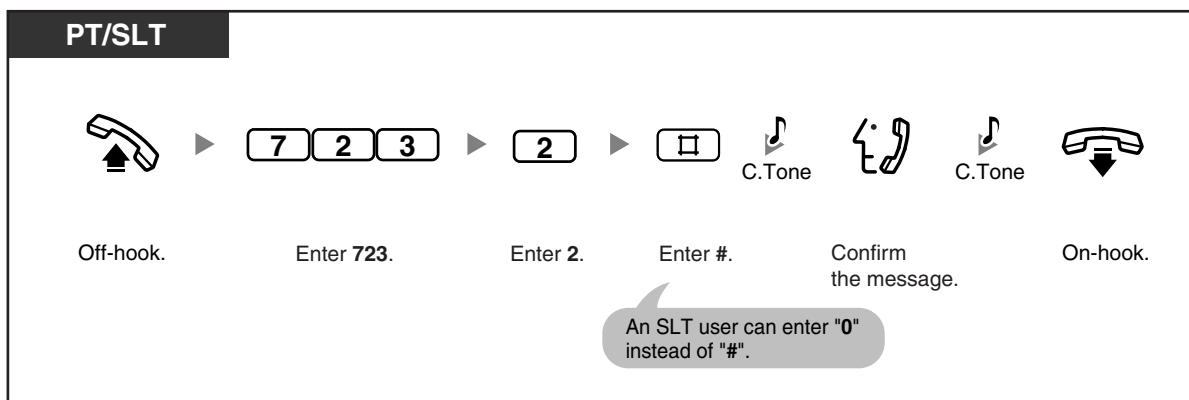 PT/SLT
7 2 3
2
#
C.Tone
C.Tone
Off-hook.
Enter 723.
Enter 2.
Enter #.
Confirm
the message.
On-hook.
An SLT user can enter "0"
instead of "#".